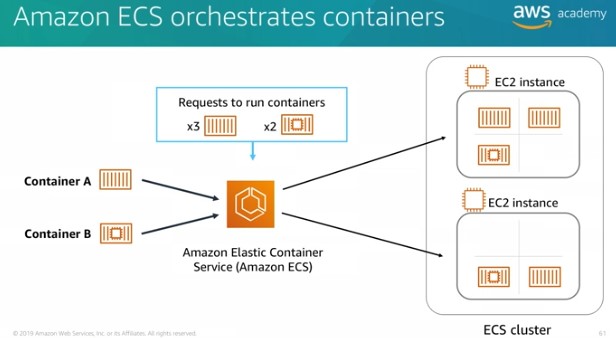 Amazon ECS orchestrates containers
aws academy
Requests to run containers
x3
x2
Container A
Container B
Amazon Elastic Container
Service (Amazon ECS)
EC2 instance
EC2 instance
ECS cluster
© 2019 Amazon Web Services, Inc. or its Affiliates. All rights reserved.
61